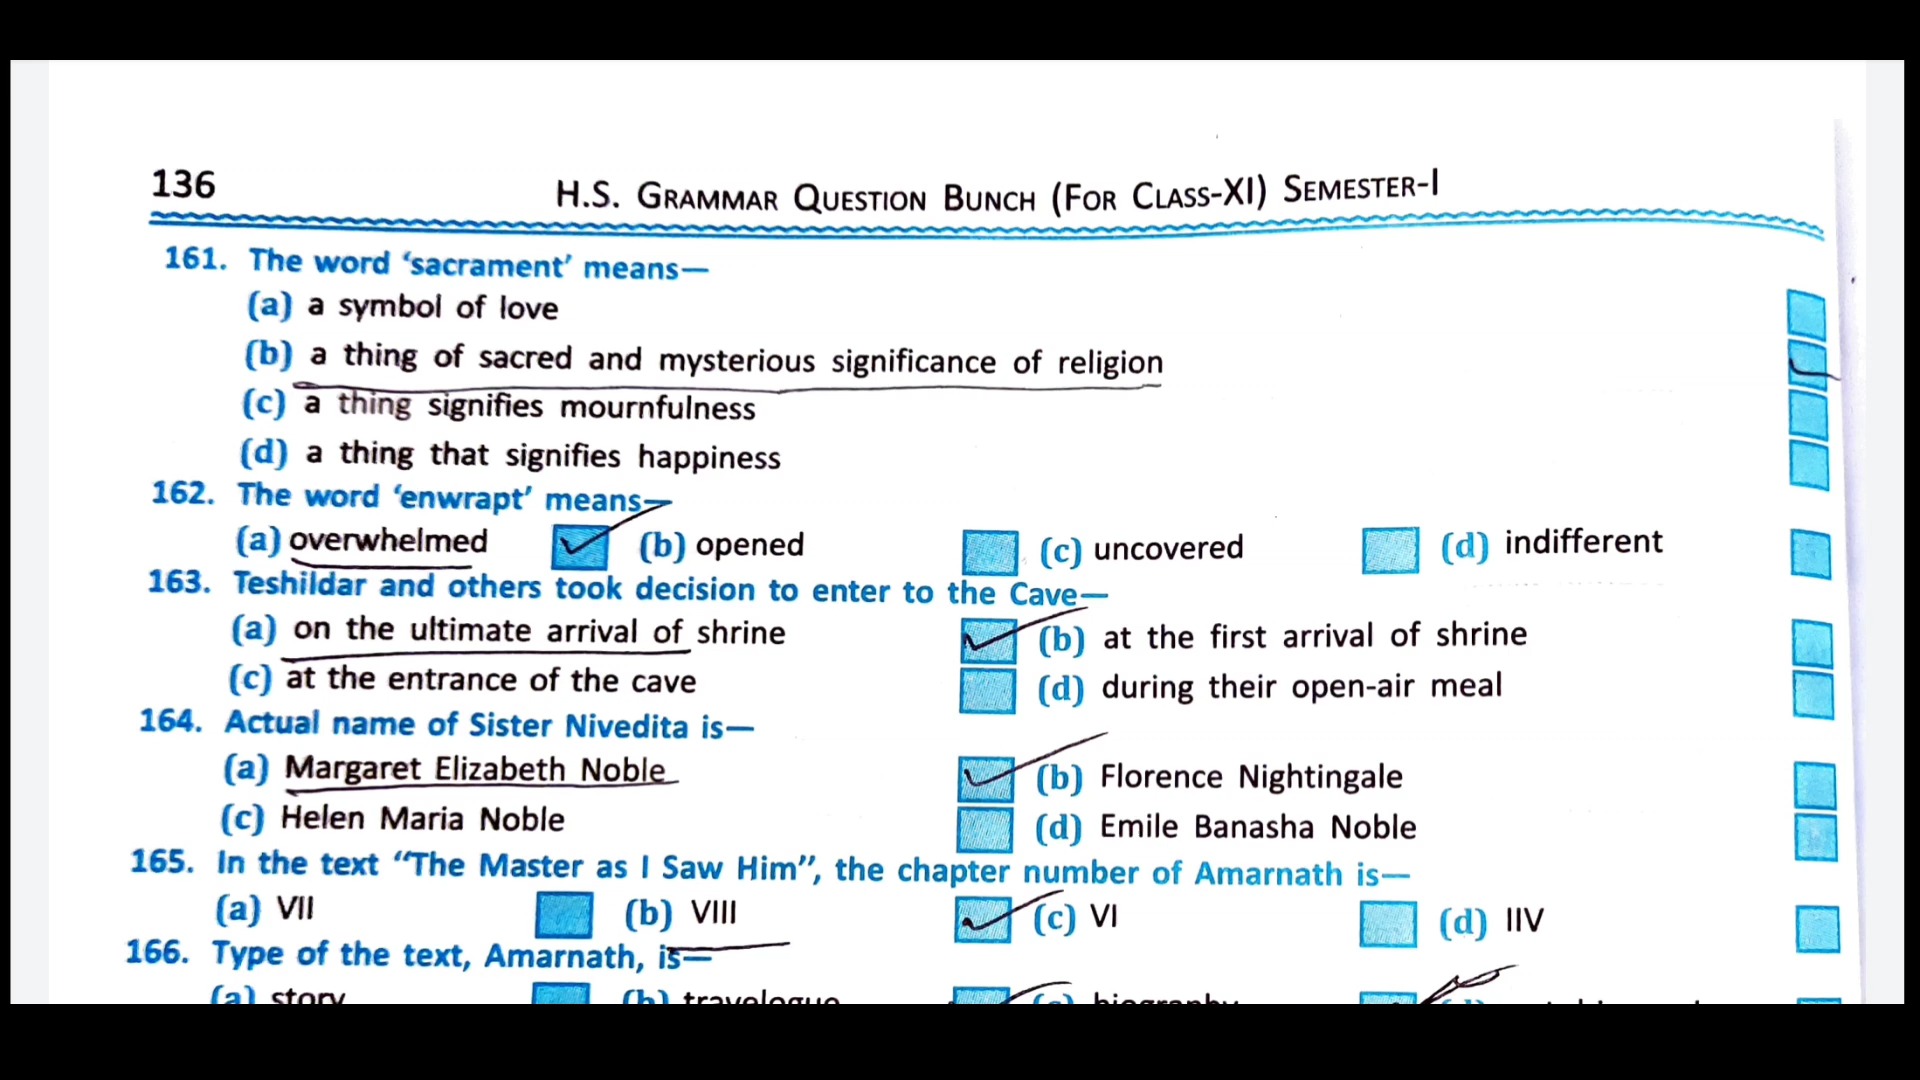 136
H.S. GRAMMAR QUESTION BUNCH (FOR CLASS-XI) SEMESTER-I
161. The word ‘sacrament’ means—
(a) a symbol of love
(b) a thing of sacred and mysterious significance of religion
(c) a thing signifies mournfulness
(d) a thing that signifies happiness
162. The word ‘enwrapt’ means—
(a) overwhelmed (b) opened (c) uncovered (d) indifferent
163. Teshildar and others took decision to enter to the Cave—
(a) on the ultimate arrival of shrine (b) at the first arrival of shrine
(c) at the entrance of the cave (d) during their open-air meal
164. Actual name of Sister Nivedita is—
(a) Margaret Elizabeth Noble (b) Florence Nightingale
(c) Helen Maria Noble (d) Emile Banasha Noble
165. In the text “The Master as I Saw Him”, the chapter number of Amarnath is—
(a) VII (b) VIII (c) VI (d) IIV
166. Type of the text, Amarnath, is—
(a) story (b) travelogue (c) biography